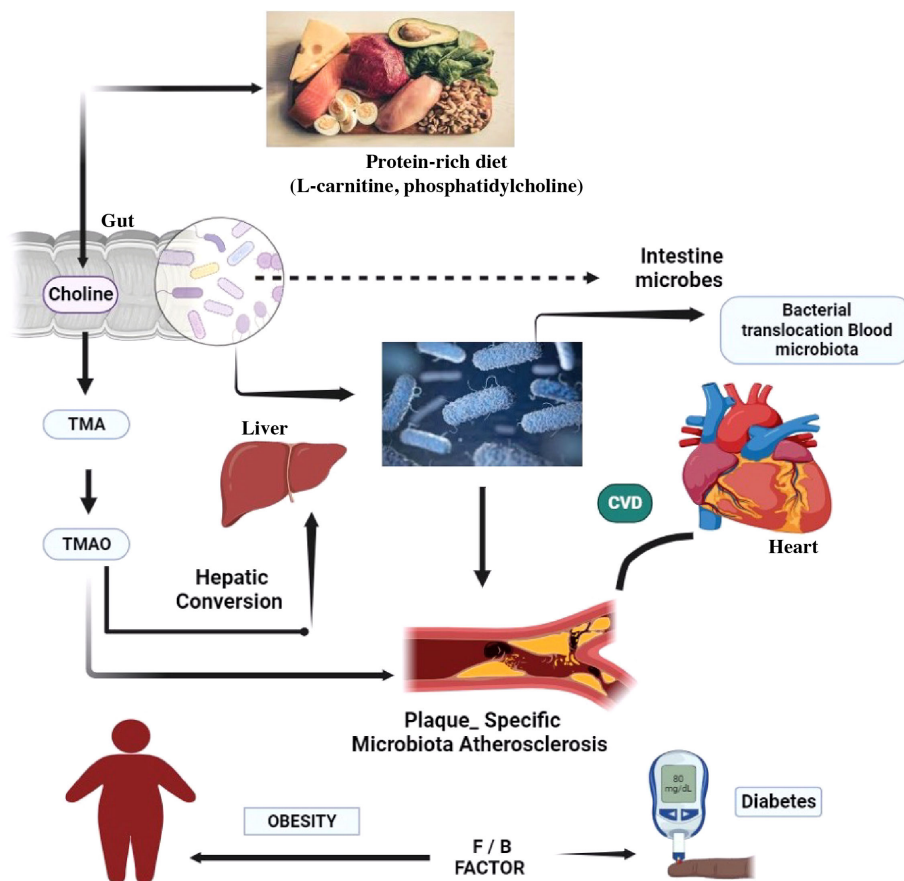 Protein-rich diet
(L-carnitine, phosphatidylcholine)
Gut
Choline
Intestine
microbes
Bacterial
translocation Blood
microbiota
TMA
Liver
CVD
TMAO
Heart
Hepatic
Conversion
Plaque_ Specific
Microbiota Atherosclerosis
80
mg/dL
Diabetes
OBESITY
F / B
FACTOR